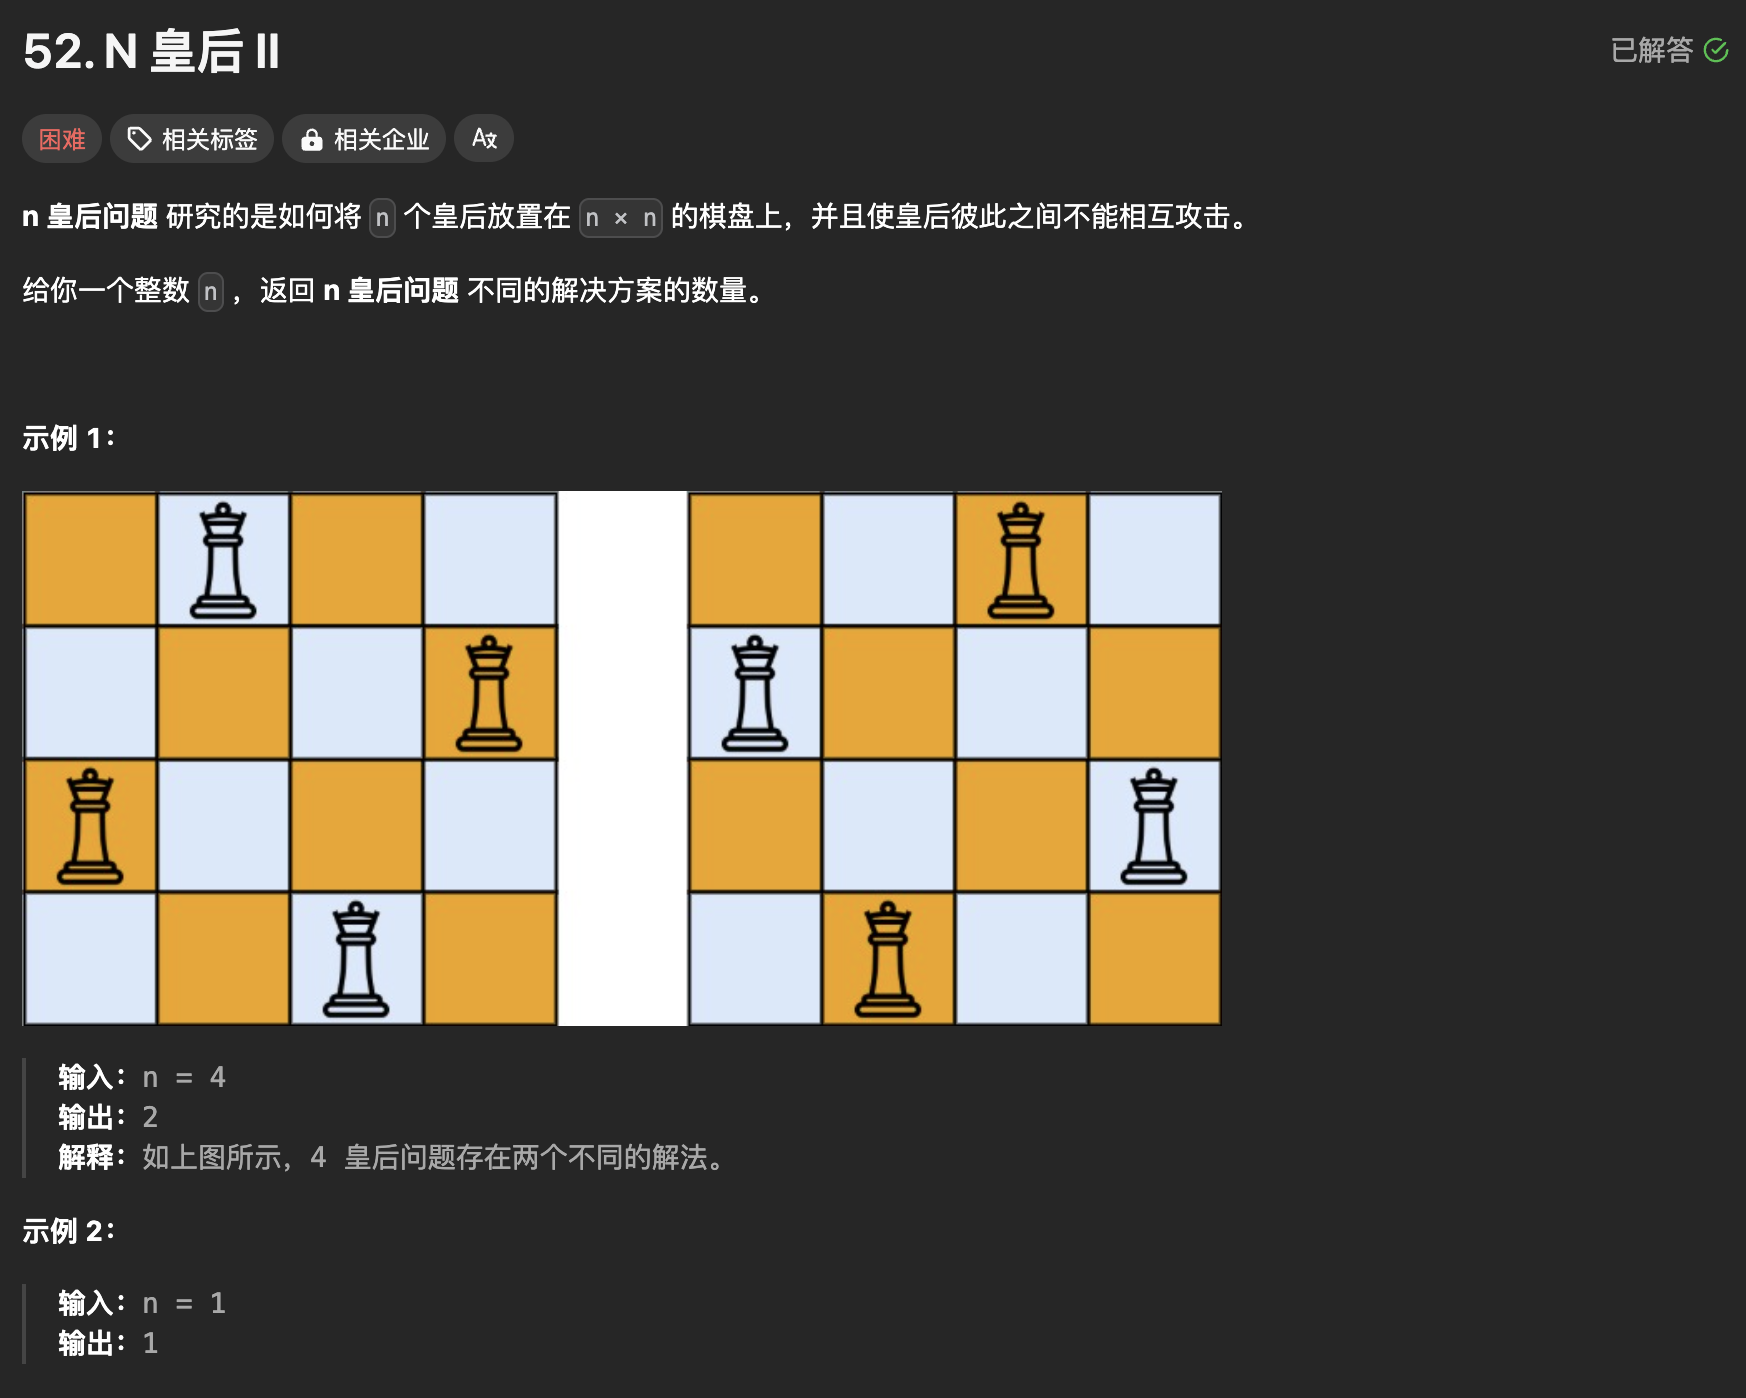 52. N 皇后 II
已解答
困难
相关标签
相关企业
n 皇后问题 研究的是如何将 n 个皇后放置在 n × n 的棋盘上，并且使皇后彼此之间不能相互攻击。
给你一个整数 n ，返回 n 皇后问题 不同的解决方案的数量。
示例 1：
输入：n = 4
输出：2
解释：如上图所示，4 皇后问题存在两个不同的解法。
示例 2：
输入：n = 1
输出：1